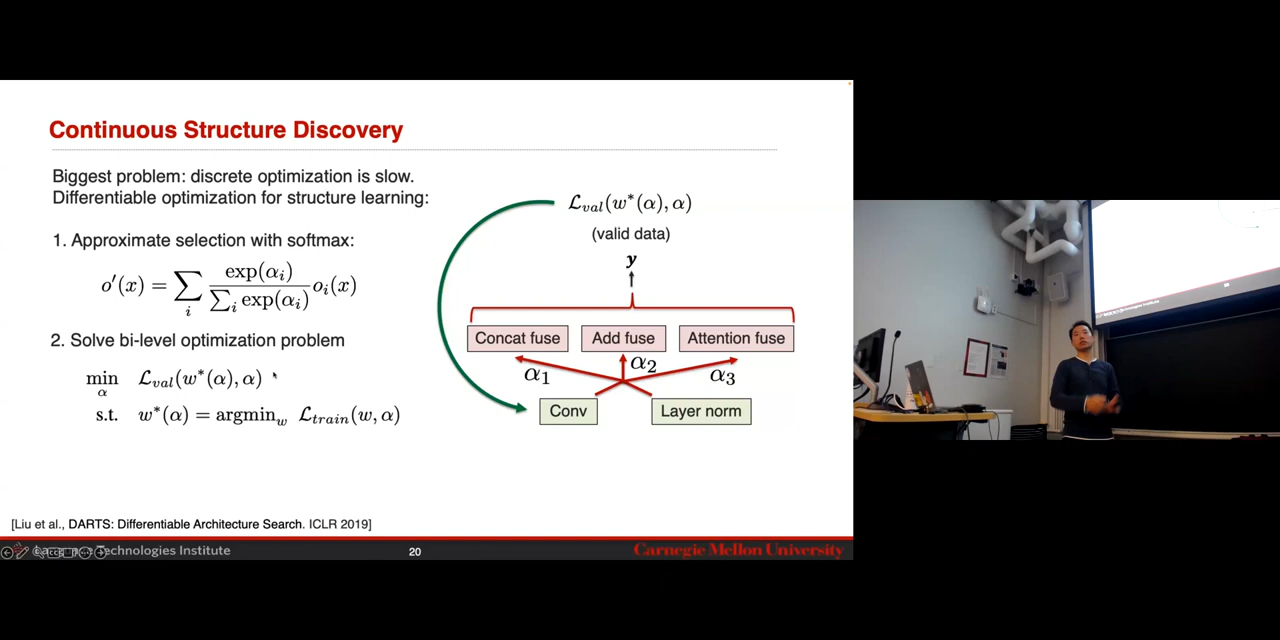 Continuous Structure Discovery
Biggest problem: discrete optimization is slow.
Differentiable optimization for structure learning:
1. Approximate selection with softmax:
o′(x) = ∑_i exp(α_i) / ∑_i exp(α_i) o_i(x)
2. Solve bi-level optimization problem
min_α ℒ_val(w*(α), α)
s.t. w*(α) = argmin_w ℒ_train(w, α)
ℒ_val(w*(α), α)
(valid data)
y
Concat fuse Add fuse Attention fuse
α1 α2 α3
Conv Layer norm
[Liu et al., DARTS: Differentiable Architecture Search. ICLR 2019]
Technologies Institute 20 Carnegie Mellon University